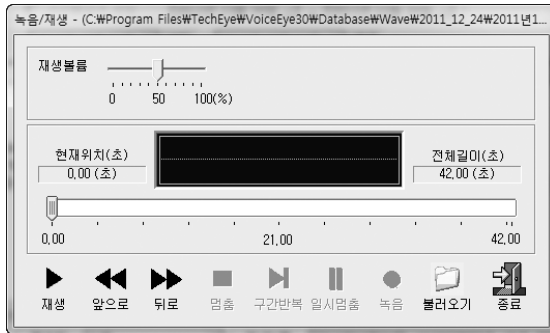 녹음/재생 - (C:₩Program Files₩TechEye₩VoiceEye30₩Database₩Wave₩2011_12_24₩2011년1...
재생볼륨
0 50 100(%)
현재위치(초) 전체길이(초)
0,00 (초) 42,00 (초)
0,00 21,00 42,00
재생 앞으로 뒤로 멈춤 구간반복 일시멈춤 녹음 불러오기 종료